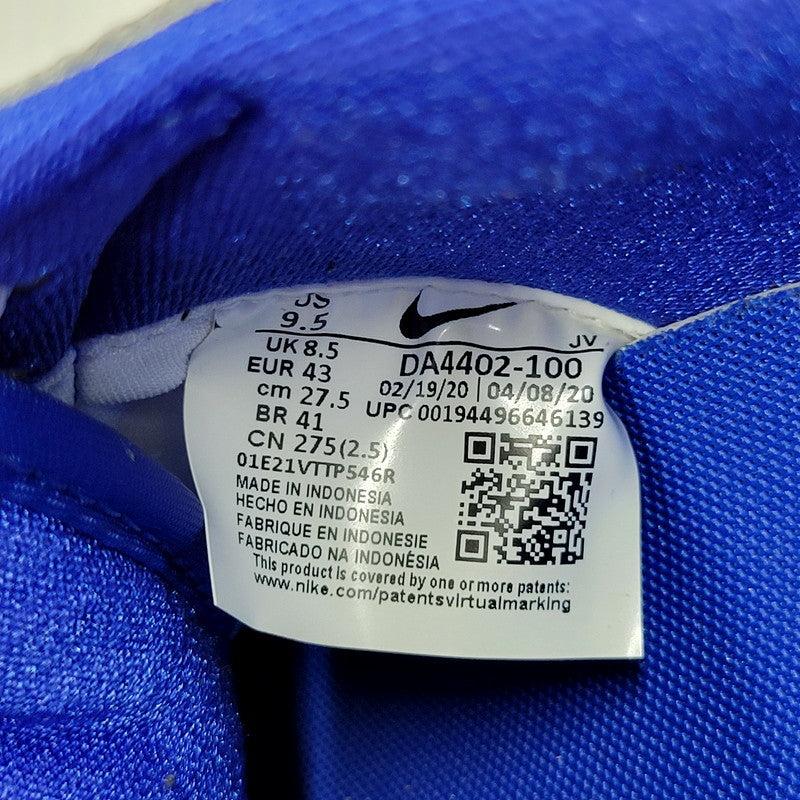 US
9.5
UK 8.5
EUR 43
cm 27.5
BR 41
CN 275(2.5)
01E21VTTP546R
MADE IN INDONESIA
HECHO EN INDONESIA
FABRIQUE EN INDONESIE
FABRICADO NA INDONÉSIA
JV
DA4402-100
02/19/20 | 04/08/20
UPC 00194496646139
This product is covered by one or more patents:
www.nike.com/patentsvirtualmarking